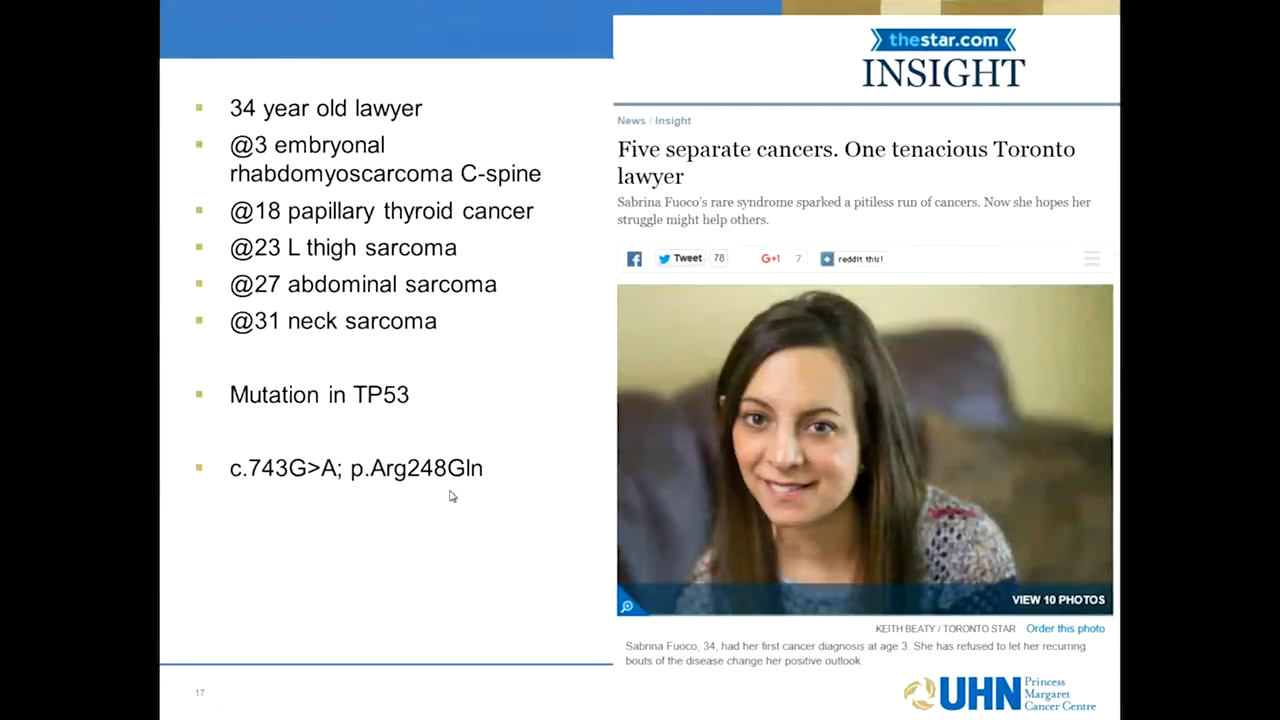 34 year old lawyer
@3 embryonal
rhabdomyoscarcoma C-spine
@18 papillary thyroid cancer
@23 L thigh sarcoma
@27 abdominal sarcoma
@31 neck sarcoma
Mutation in TP53
c.743G>A; p.Arg248Gln
17
thestar.com
INSIGHT
News / Insight
Five separate cancers. One tenacious Toronto
lawyer
Sabrina Fuoco's rare syndrome sparked a pitiless run of cancers. Now she hopes her
struggle might help others.
Tweet 78 G+1 7 reddit this!
VIEW 10 PHOTOS
KEITH BEATY / TORONTO STAR Order this photo
Sabrina Fuoco, 34, had her first cancer diagnosis at age 3. She has refused to let her recurring
bouts of the disease change her positive outlook
UHN Princess
Margaret
Cancer Centre